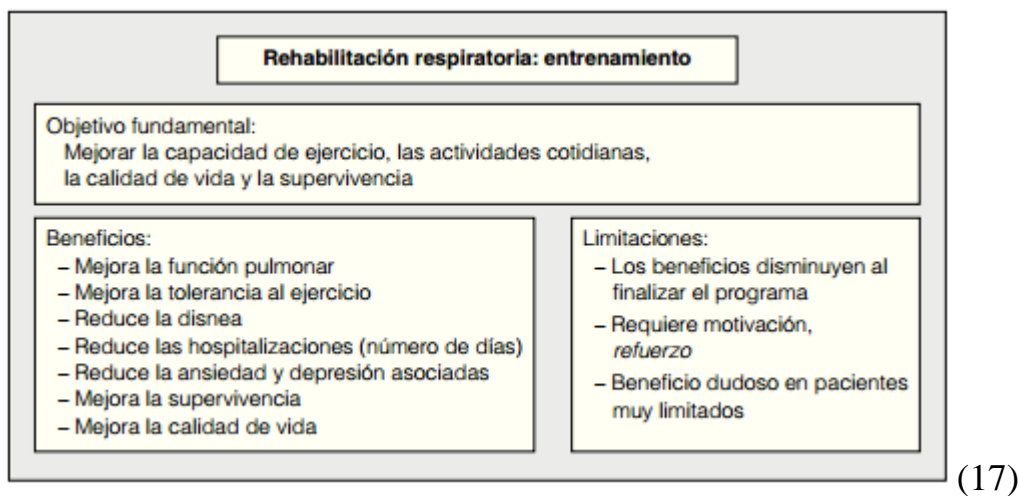 Rehabilitación respiratoria: entrenamiento
Objetivo fundamental:
Mejorar la capacidad de ejercicio, las actividades cotidianas,
la calidad de vida y la supervivencia
Beneficios:
– Mejora la función pulmonar
– Mejora la tolerancia al ejercicio
– Reduce la disnea
– Reduce las hospitalizaciones (número de días)
– Reduce la ansiedad y depresión asociadas
– Mejora la supervivencia
– Mejora la calidad de vida
Limitaciones:
– Los beneficios disminuyen al
finalizar el programa
– Requiere motivación,
refuerzo
– Beneficio dudoso en pacientes
muy limitados
(17)